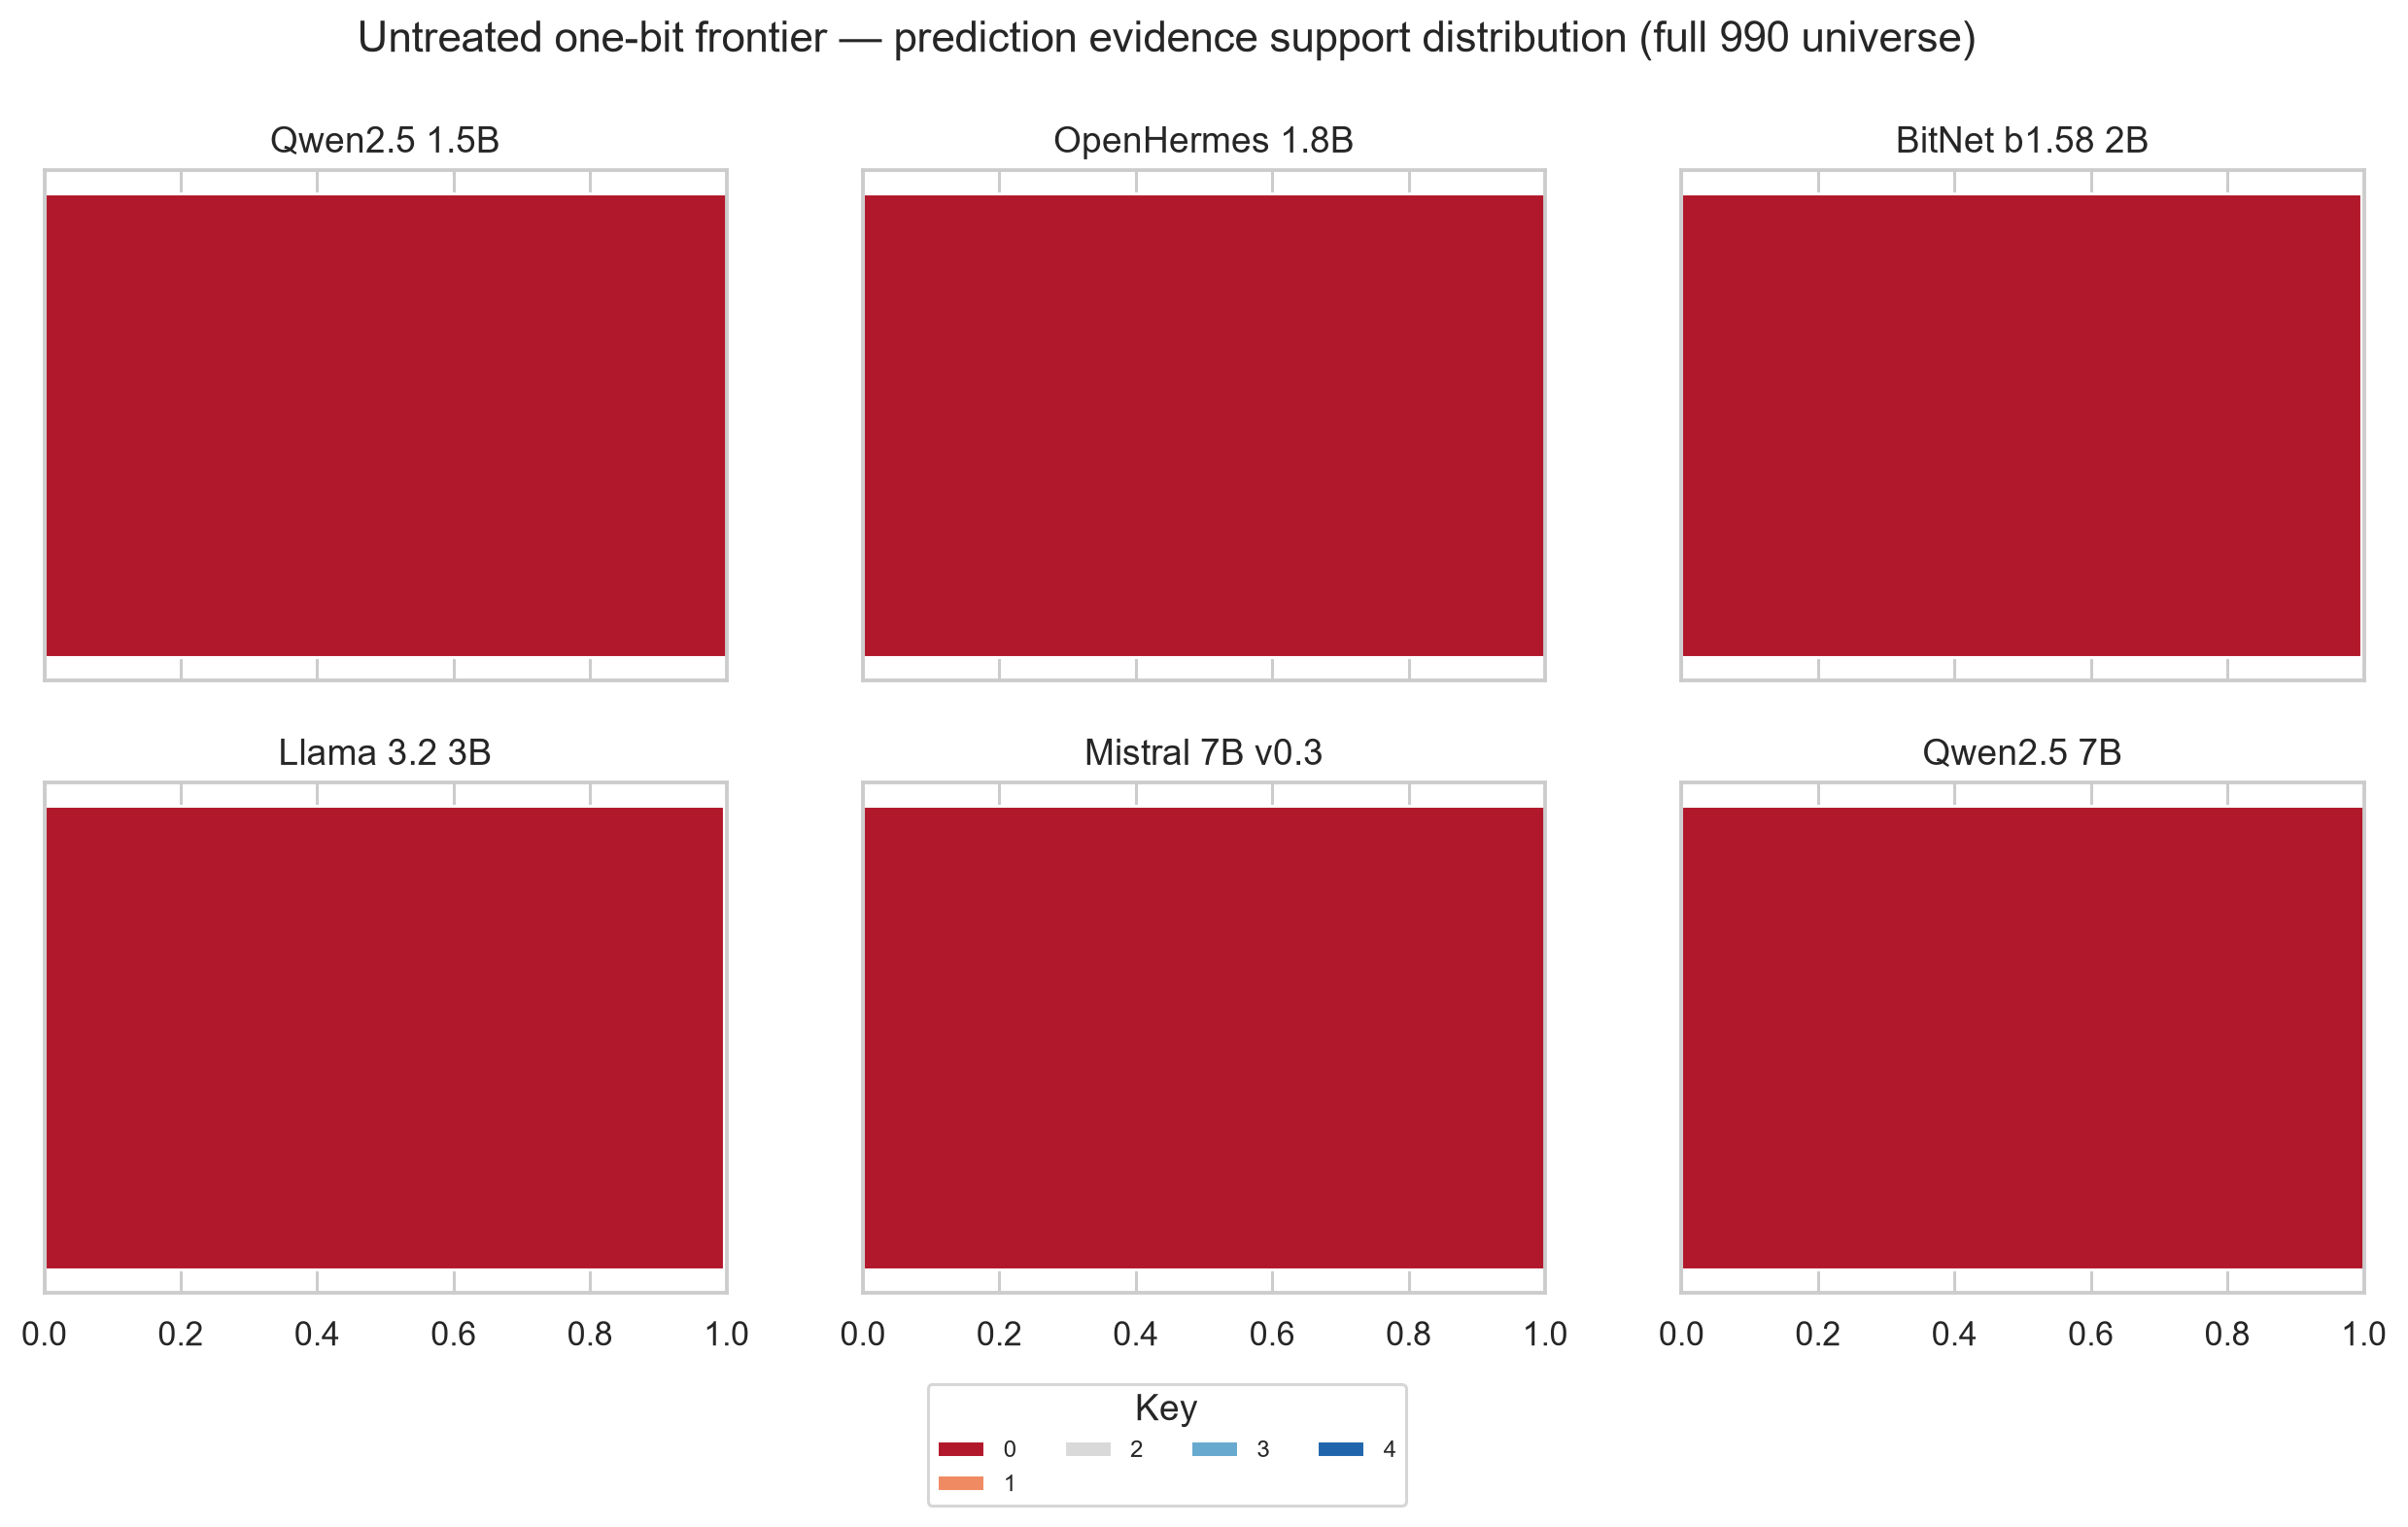 Untreated one-bit frontier — prediction evidence support distribution (full 990 universe)
Qwen2.5 1.5B
OpenHermes 1.8B
BitNet b1.58 2B
Llama 3.2 3B
Mistral 7B v0.3
Qwen2.5 7B
0.0 0.2 0.4 0.6 0.8 1.0
0.0 0.2 0.4 0.6 0.8 1.0
0.0 0.2 0.4 0.6 0.8 1.0
Key
0 2 3 4
1